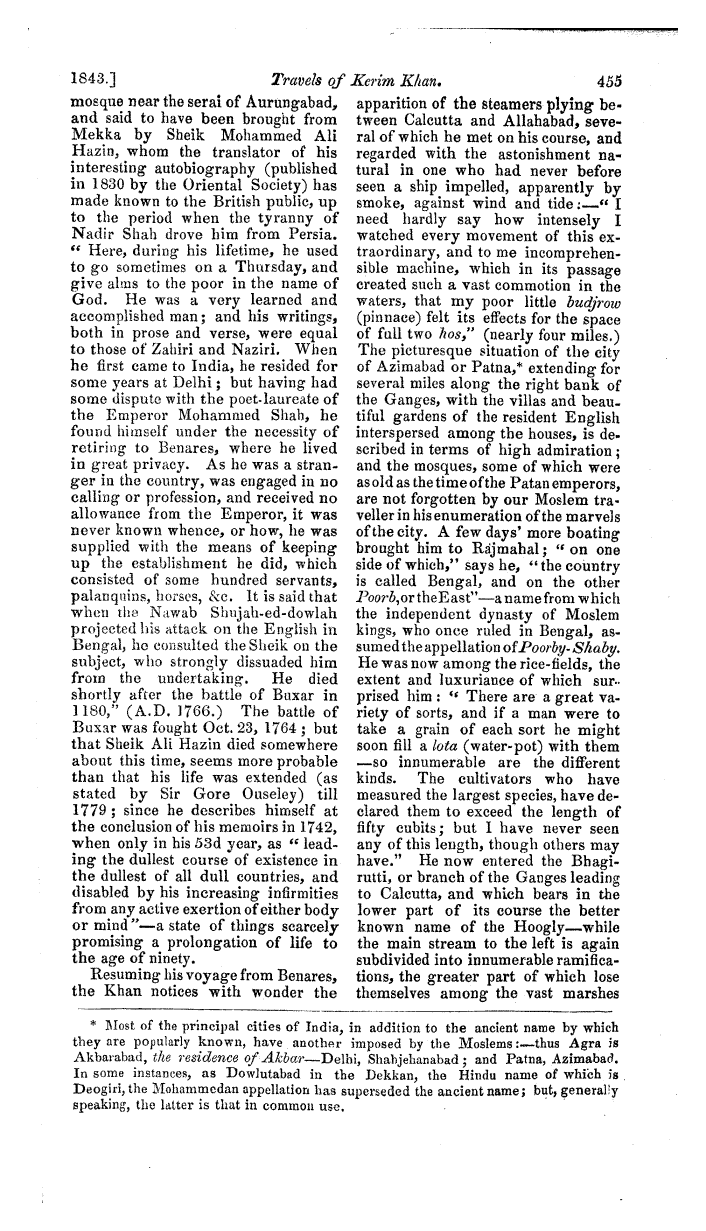 1843.] Travels of Kerim Khan. 455
mosque near the serai of Aurungabad,
and said to have been brought from
Mekka by Sheik Mohammed Ali
Hazin, whom the translator of his
interesting autobiography (published
in 1830 by the Oriental Society) has
made known to the British public, up
to the period when the tyranny of
Nadir Shah drove him from Persia.
“ Here, during his lifetime, he used
to go sometimes on a Thursday, and
give alms to the poor in the name of
God. He was a very learned and
accomplished man; and his writings,
both in prose and verse, were equal
to those of Zahiri and Naziri. When
he first came to India, he resided for
some years at Delhi; but having had
some dispute with the poet-laureate of
the Emperor Mohammed Shah, he
found himself under the necessity of
retiring to Benares, where he lived
in great privacy. As he was a stran-
ger in the country, was engaged in no
calling or profession, and received no
allowance from the Emperor, it was
never known whence, or how, he was
supplied with the means of keeping
up the establishment he did, which
consisted of some hundred servants,
palanquins, horses, &c. It is said that
when the Nawab Shujah-ed-dowlah
projected his attack on the English in
Bengal, he consulted the Sheik on the
subject, who strongly dissuaded him
from the undertaking. He died
shortly after the battle of Buxar in
1180,” (A.D. 1766.) The battle of
Buxar was fought Oct. 23, 1764; but
that Sheik Ali Hazin died somewhere
about this time, seems more probable
than that his life was extended (as
stated by Sir Gore Ouseley) till
1779; since he describes himself at
the conclusion of his memoirs in 1742,
when only in his 53d year, as “ lead-
ing the dullest course of existence in
the dullest of all dull countries, and
disabled by his increasing infirmities
from any active exertion of either body
or mind”—a state of things scarcely
promising a prolongation of life to
the age of ninety.
Resuming his voyage from Benares,
the Khan notices with wonder the
apparition of the steamers plying be-
tween Calcutta and Allahabad, seve-
ral of which he met on his course, and
regarded with the astonishment na-
tural in one who had never before
seen a ship impelled, apparently by
smoke, against wind and tide:—“ I
need hardly say how intensely I
watched every movement of this ex-
traordinary, and to me incomprehen-
sible machine, which in its passage
created such a vast commotion in the
waters, that my poor little budjrow
(pinnace) felt its effects for the space
of full two hos,” (nearly four miles.)
The picturesque situation of the city
of Azimabad or Patna,* extending for
several miles along the right bank of
the Ganges, with the villas and beau-
tiful gardens of the resident English
interspersed among the houses, is de-
scribed in terms of high admiration;
and the mosques, some of which were
as old as the time of the Patan emperors,
are not forgotten by our Moslem tra-
veller in his enumeration of the marvels
of the city. A few days’ more boating
brought him to Rajmahal; “ on one
side of which,” says he, “ the country
is called Bengal, and on the other
Poorb, or the East”—a name from which
the independent dynasty of Moslem
kings, who once ruled in Bengal, as-
sumed the appellation of Poorby-Shaby.
He was now among the rice-fields, the
extent and luxuriance of which sur-
prised him: “ There are a great va-
riety of sorts, and if a man were to
take a grain of each sort he might
soon fill a lota (water-pot) with them
—so innumerable are the different
kinds. The cultivators who have
measured the largest species, have de-
clared them to exceed the length of
fifty cubits; but I have never seen
any of this length, though others may
have.” He now entered the Bhagi-
rutti, or branch of the Ganges leading
to Calcutta, and which bears in the
lower part of its course the better
known name of the Hoogly—while
the main stream to the left is again
subdivided into innumerable ramifica-
tions, the greater part of which lose
themselves among the vast marshes
* Most of the principal cities of India, in addition to the ancient name by which
they are popularly known, have another imposed by the Moslems:—thus Agra is
Akbarabad, the residence of Akbar—Delhi, Shahjehanabad; and Patna, Azimabad.
In some instances, as Dowlutabad in the Dekkan, the Hindu name of which is
Deogiri, the Mohammedan appellation has superseded the ancient name; but, generally
speaking, the latter is that in common use.